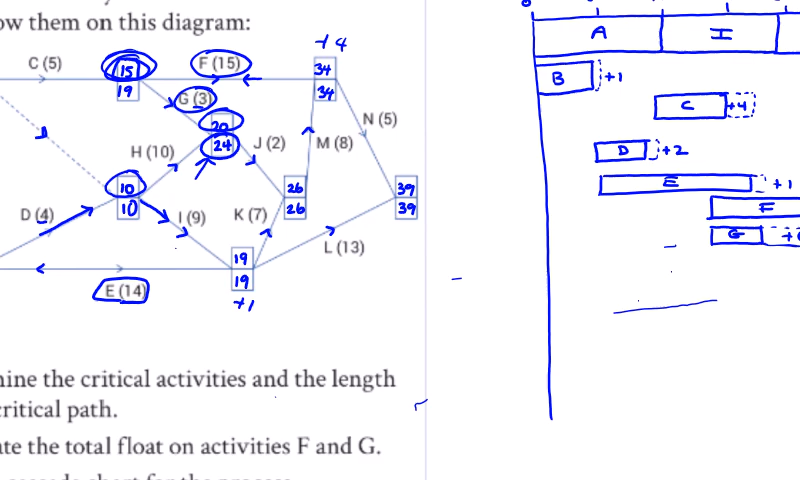 ow them on this diagram:
C (5)
F (15)
+4
15
19
34
34
G (3)
20
24
N (5)
H (10)
J (2)
M (8)
10
10
26
26
39
39
D (4)
I (9)
K (7)
L (13)
19
19
E (14)
+1
nine the critical activities and the length
critical path.
ate the total float on activities F and G.
A
I
B
+1
C
+4
D
+2
E
+1
F
G